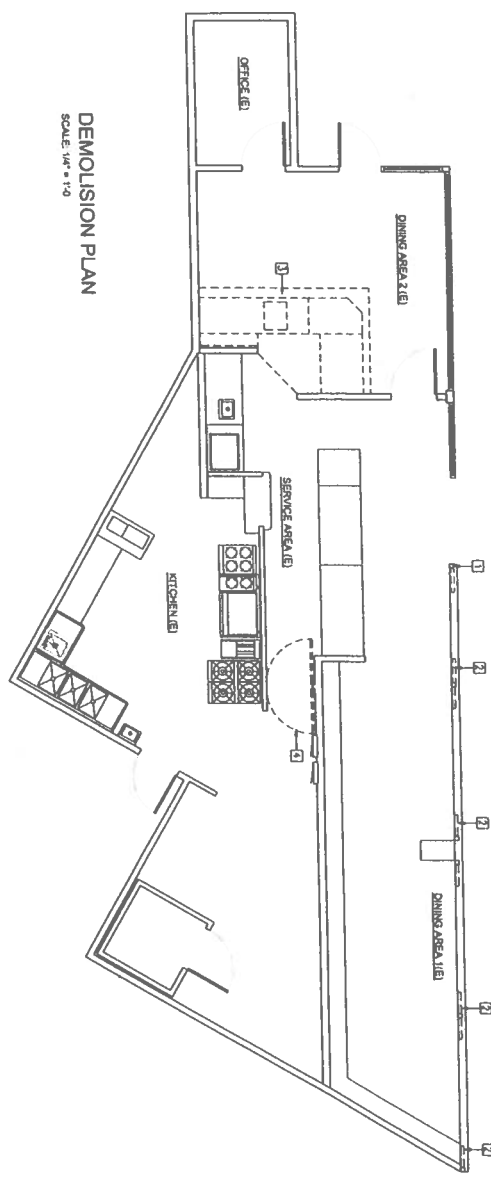 OFFICE (E)
DEMOLISION PLAN
SCALE: 1/4" = 1'-0
DINING AREA 2 (E)
3
SERVICE AREA (E)
KITCHEN (E)
1
2
4
2
DINING AREA 1(E)
2
2